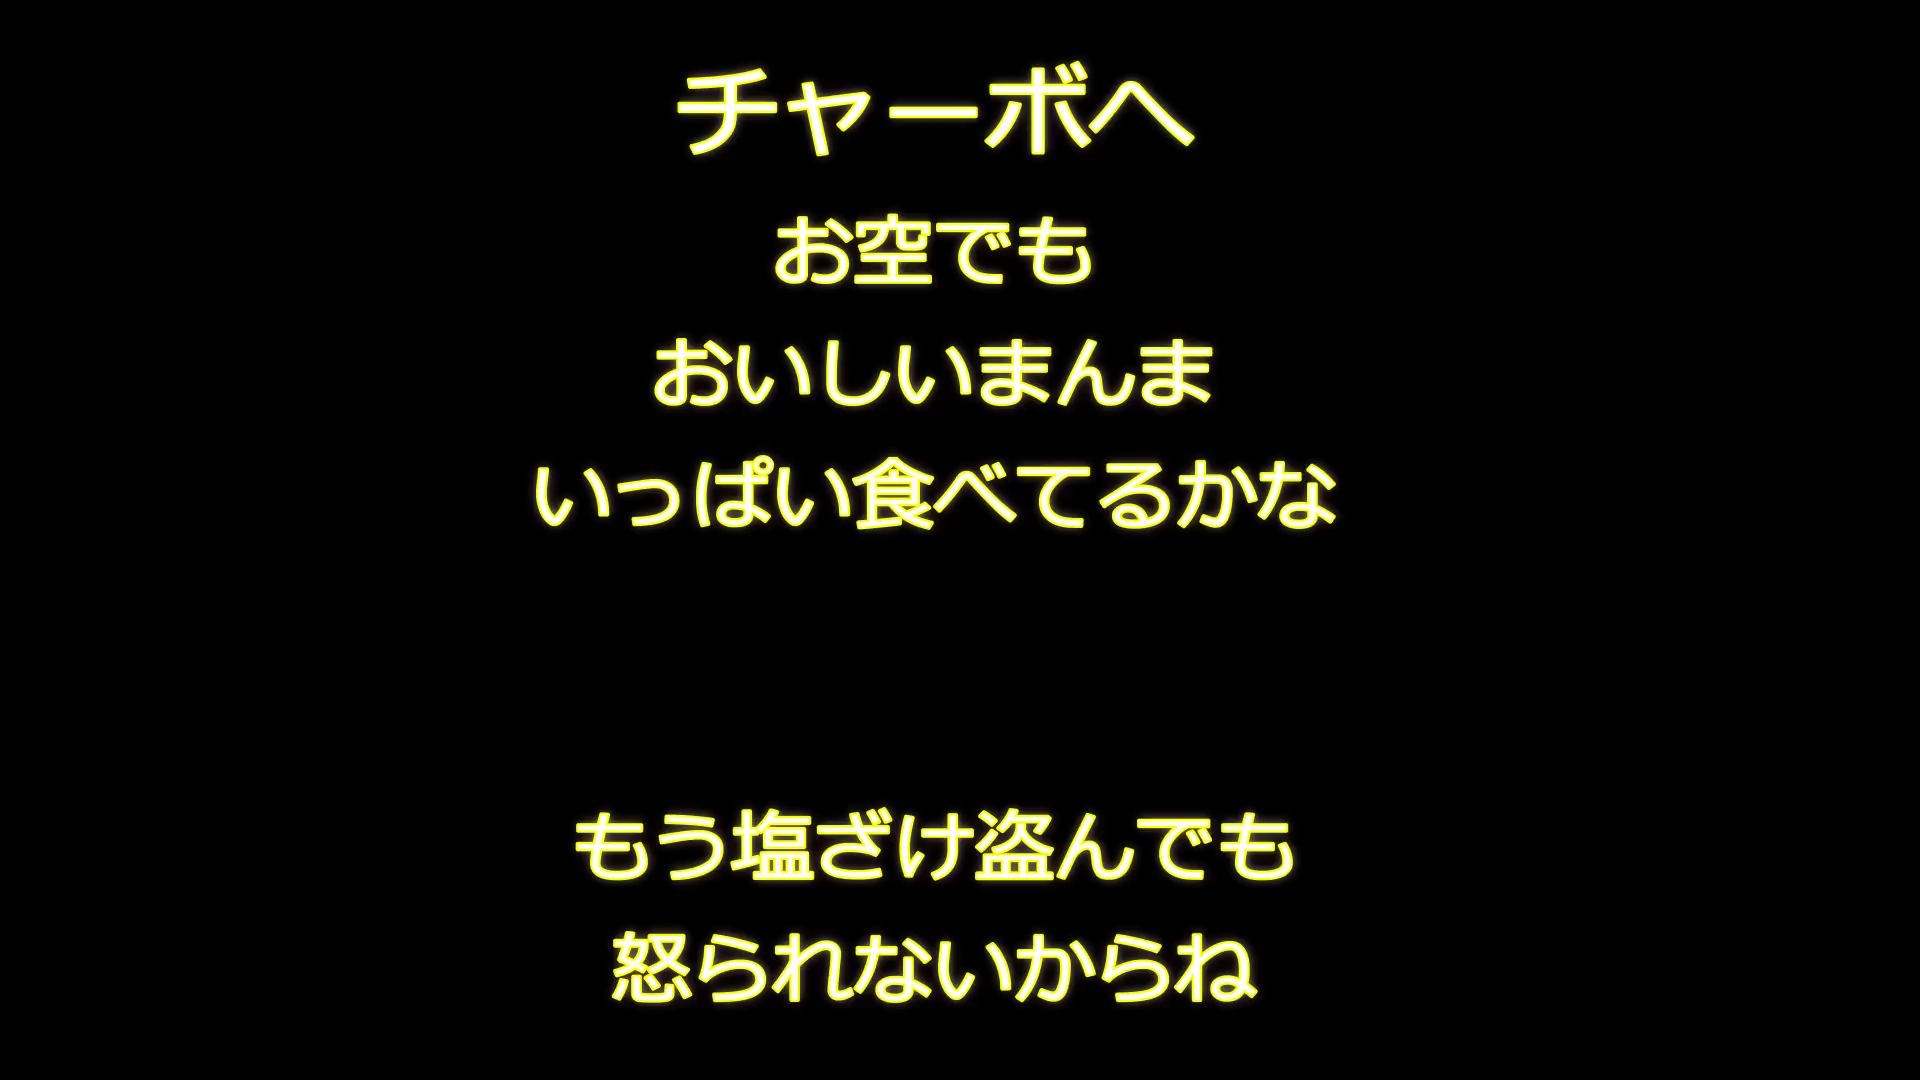 チャーボへ
お空でも
おいしいまんま
いっぱい食べてるかな
もう塩ざけ盗んでも
怒られないからね